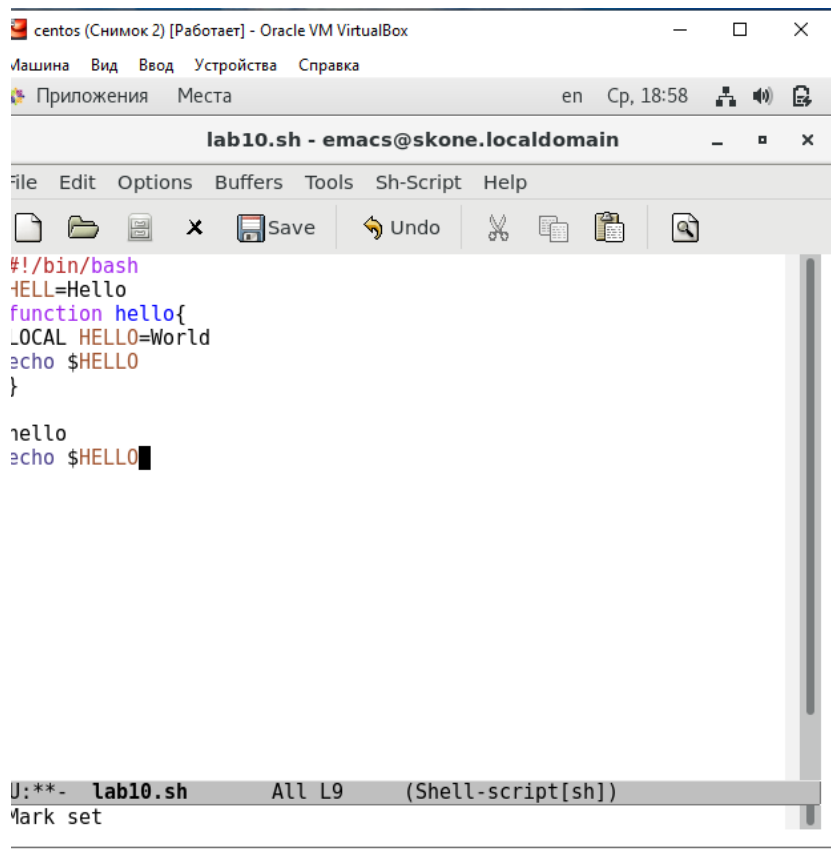 centos (Снимок 2) [Работает] - Oracle VM VirtualBox
Машина Вид Ввод Устройства Справка
Приложения Места en Ср, 18:58
lab10.sh - emacs@skone.localdomain
File Edit Options Buffers Tools Sh-Script Help
Save Undo
#!/bin/bash
HELL=Hello
function hello{
LOCAL HELLO=World
echo $HELLO
}
hello
echo $HELLO
U:**- lab10.sh All L9 (Shell-script[sh])
Mark set